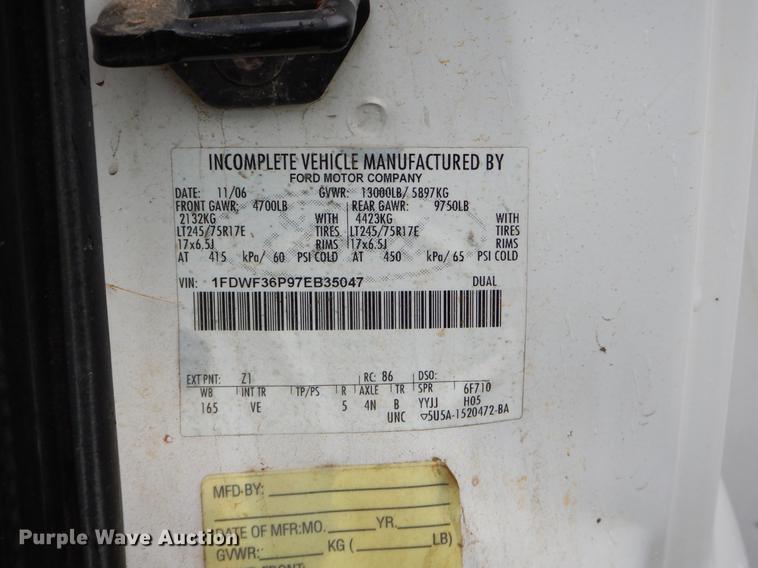 INCOMPLETE VEHICLE MANUFACTURED BY
FORD MOTOR COMPANY
DATE: 11/06 GVWR: 13000LB/ 5897KG
FRONT GAWR: 4700LB REAR GAWR: 9750LB
2132KG WITH 4423KG WITH
LT245/75R17E TIRES LT245/75R17E TIRES
17x6.5J RIMS 17x6.5J RIMS
AT 415 kPa/ 60 PSI COLD AT 450 kPa/ 65 PSI COLD
VIN: 1FDWF36P97EB35047 DUAL
EXT PNT: Z1 RC: 86 DSO:
WB INT TR TP/PS R AXLE TR SPR 6F710
165 VE 5 4N B YYJJ H05
UNC ▽5U5A-1520472-BA
MFD-BY:
DATE OF MFR:MO. YR.
GVWR: KG ( LB)
Purple Wave Auction